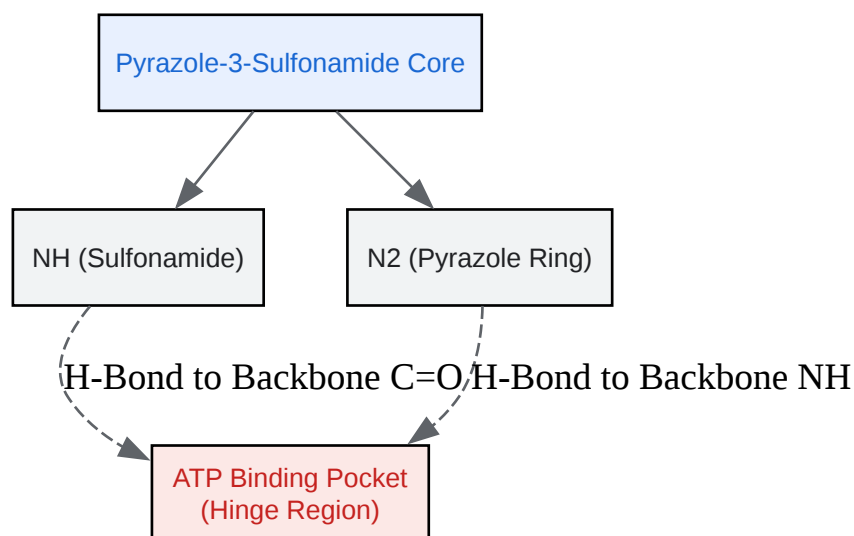 Pyrazole-3-Sulfonamide Core
NH (Sulfonamide)
N2 (Pyrazole Ring)
H-Bond to Backbone C=O
H-Bond to Backbone NH
ATP Binding Pocket
(Hinge Region)